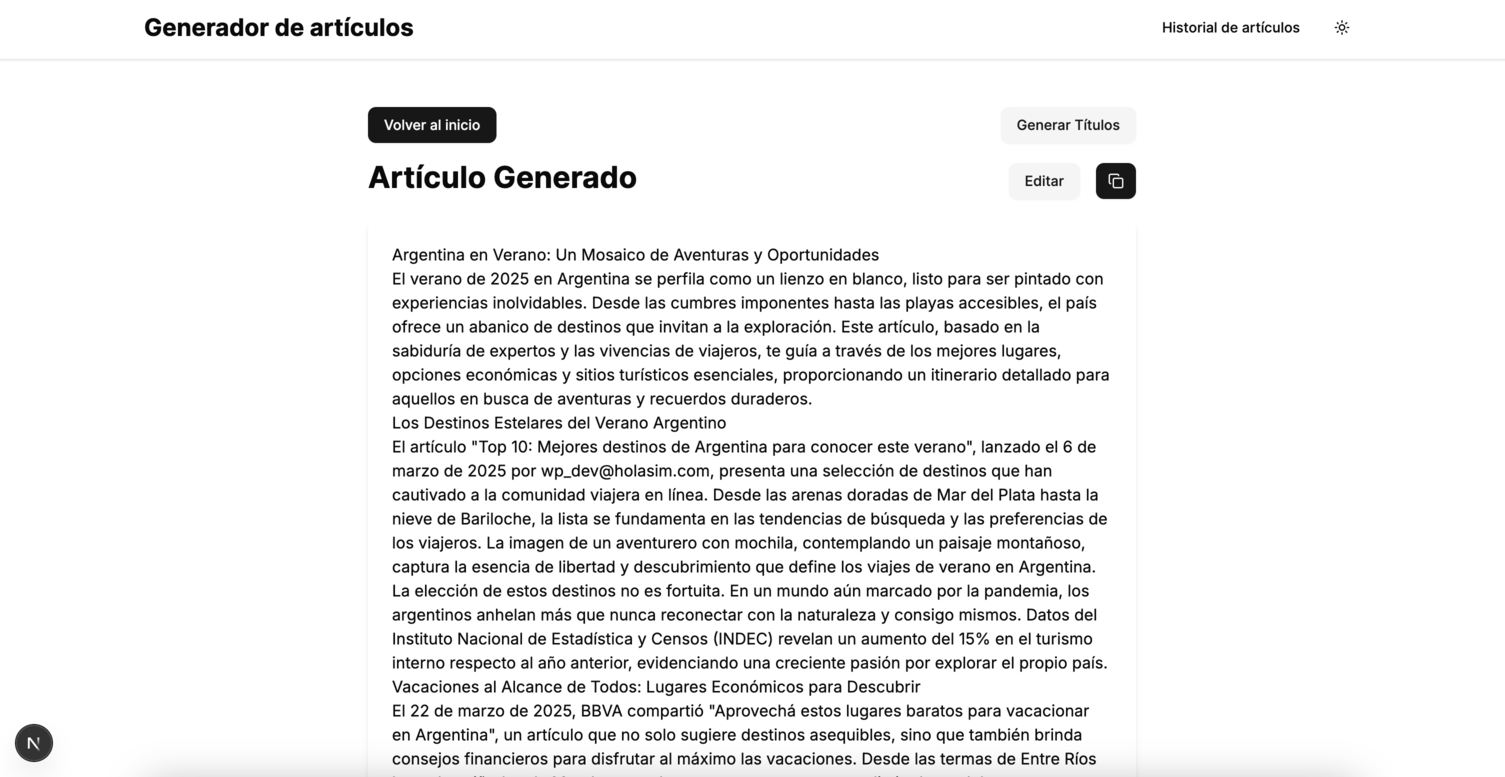 Generador de artículos
Historial de artículos
Volver al inicio
Generar Títulos
Artículo Generado
Editar
Argentina en Verano: Un Mosaico de Aventuras y Oportunidades
El verano de 2025 en Argentina se perfila como un lienzo en blanco, listo para ser pintado con
experiencias inolvidables. Desde las cumbres imponentes hasta las playas accesibles, el país
ofrece un abanico de destinos que invitan a la exploración. Este artículo, basado en la
sabiduría de expertos y las vivencias de viajeros, te guía a través de los mejores lugares,
opciones económicas y sitios turísticos esenciales, proporcionando un itinerario detallado para
aquellos en busca de aventuras y recuerdos duraderos.
Los Destinos Estelares del Verano Argentino
El artículo "Top 10: Mejores destinos de Argentina para conocer este verano", lanzado el 6 de
marzo de 2025 por wp_dev@holasim.com, presenta una selección de destinos que han
cautivado a la comunidad viajera en línea. Desde las arenas doradas de Mar del Plata hasta la
nieve de Bariloche, la lista se fundamenta en las tendencias de búsqueda y las preferencias de
los viajeros. La imagen de un aventurero con mochila, contemplando un paisaje montañoso,
captura la esencia de libertad y descubrimiento que define los viajes de verano en Argentina.
La elección de estos destinos no es fortuita. En un mundo aún marcado por la pandemia, los
argentinos anhelan más que nunca reconectar con la naturaleza y consigo mismos. Datos del
Instituto Nacional de Estadística y Censos (INDEC) revelan un aumento del 15% en el turismo
interno respecto al año anterior, evidenciando una creciente pasión por explorar el propio país.
Vacaciones al Alcance de Todos: Lugares Económicos para Descubrir
El 22 de marzo de 2025, BBVA compartió "Aprovechá estos lugares baratos para vacacionar
en Argentina", un artículo que no solo sugiere destinos asequibles, sino que también brinda
consejos financieros para disfrutar al máximo las vacaciones. Desde las termas de Entre Ríos
N